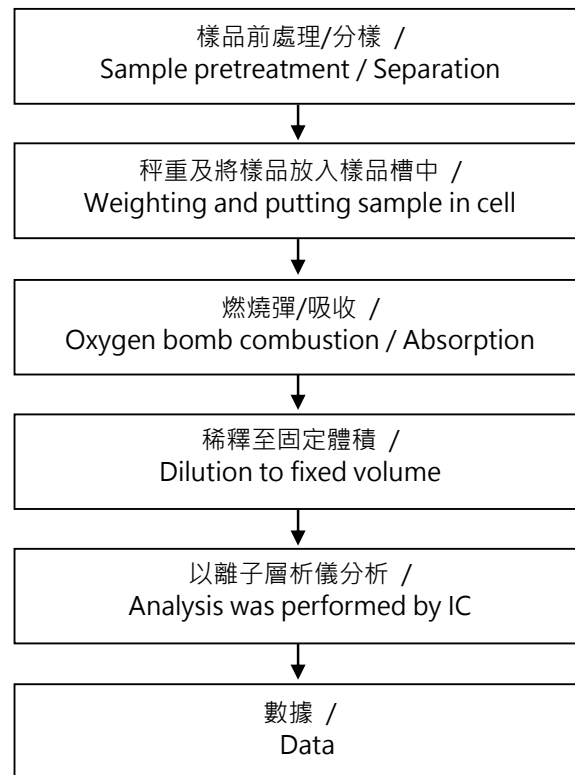 樣品前處理/分樣 /
Sample pretreatment / Separation
秤重及將樣品放入樣品槽中 /
Weighting and putting sample in cell
燃燒彈/吸收 /
Oxygen bomb combustion / Absorption
稀釋至固定體積 /
Dilution to fixed volume
以離子層析儀分析 /
Analysis was performed by IC
數據 /
Data